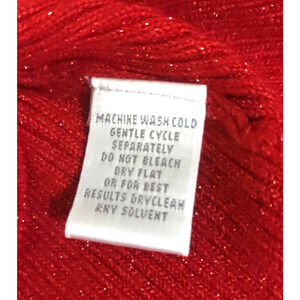 MACHINE WASH COLD
GENTLE CYCLE
SEPARATELY
DO NOT BLEACH
DRY FLAT
OR FOR BEST
RESULTS DRYCLEAN
ANY SOLVENT